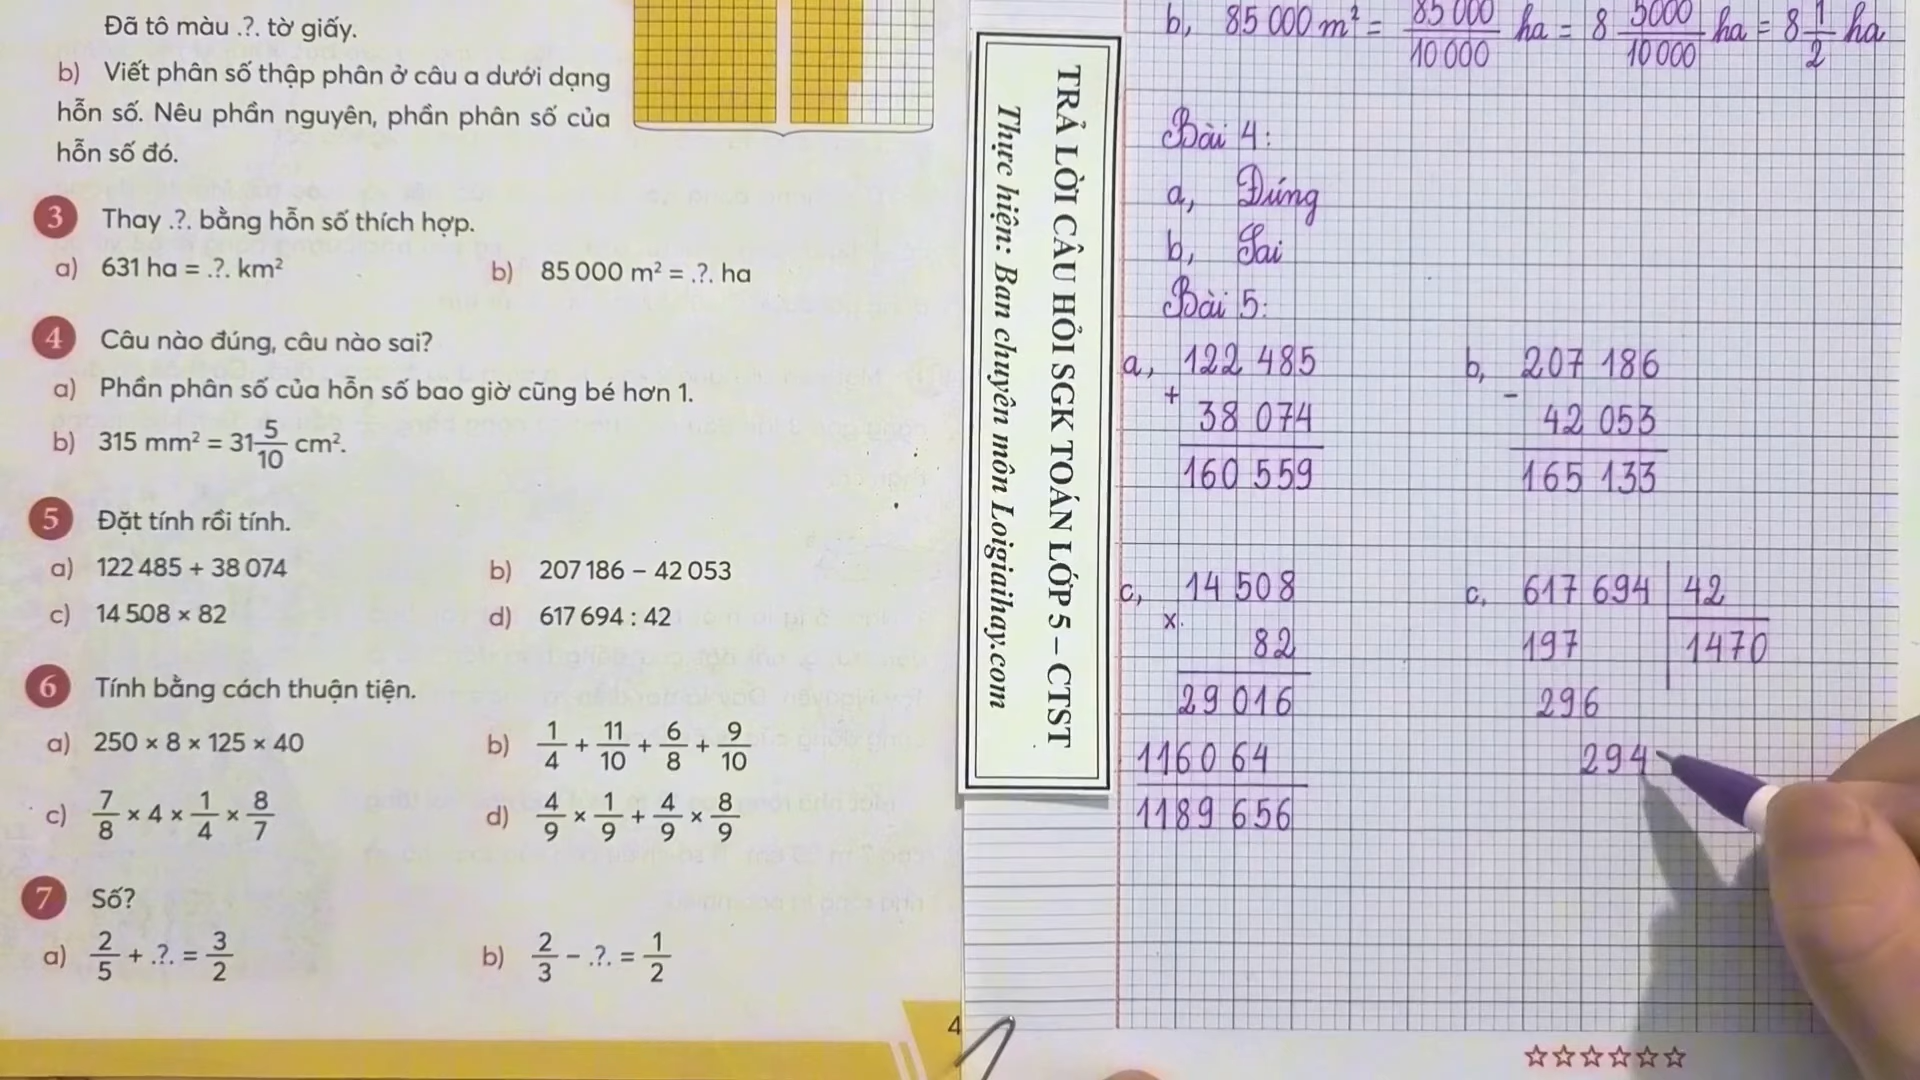 Đã tô màu .?. tờ giấy.
b) Viết phân số thập phân ở câu a dưới dạng
hỗn số. Nêu phần nguyên, phần phân số của
hỗn số đó.
3 Thay .?. bằng hỗn số thích hợp.
a) 631 ha = .?. km²
b) 85 000 m² = .?. ha
4 Câu nào đúng, câu nào sai?
a) Phần phân số của hỗn số bao giờ cũng bé hơn 1.
b) 315 mm² = 31 5/10 cm².
5 Đặt tính rồi tính.
a) 122 485 + 38 074
b) 207 186 – 42 053
c) 14 508 × 82
d) 617 694 : 42
6 Tính bằng cách thuận tiện.
a) 250 × 8 × 125 × 40
b) 1/4 + 11/10 + 6/8 + 9/10
c) 7/8 × 4 × 1/4 × 8/7
d) 4/9 × 1/9 + 4/9 × 8/9
7 Số?
a) 2/5 + .?. = 3/2
b) 2/3 – .?. = 1/2
4
TRẢ LỜI CÂU HỎI SGK TOÁN LỚP 5 – CTST
Thực hiện: Ban chuyên môn Loigiaihay.com
b, 85 000 m² = 85 000/10 000 ha = 8 5000/10 000 ha = 8 1/2 ha
Bài 4:
a, Đúng
b, Sai
Bài 5:
a, 122 485
+
38 074
160 559
b, 207 186
-
42 053
165 133
c, 14 508
x
82
29 016
1160 64
1189 656
c, 617 694 42
197 1470
296
294